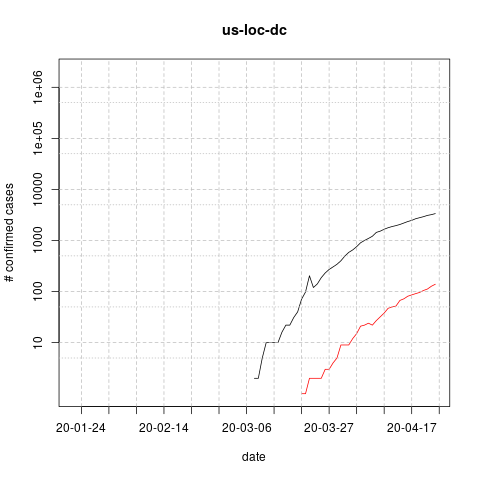 us-loc-dc
# confirmed cases
1e+06
1e+05
10000
1000
100
10
20-01-24
20-02-14
20-03-06
20-03-27
20-04-17
date